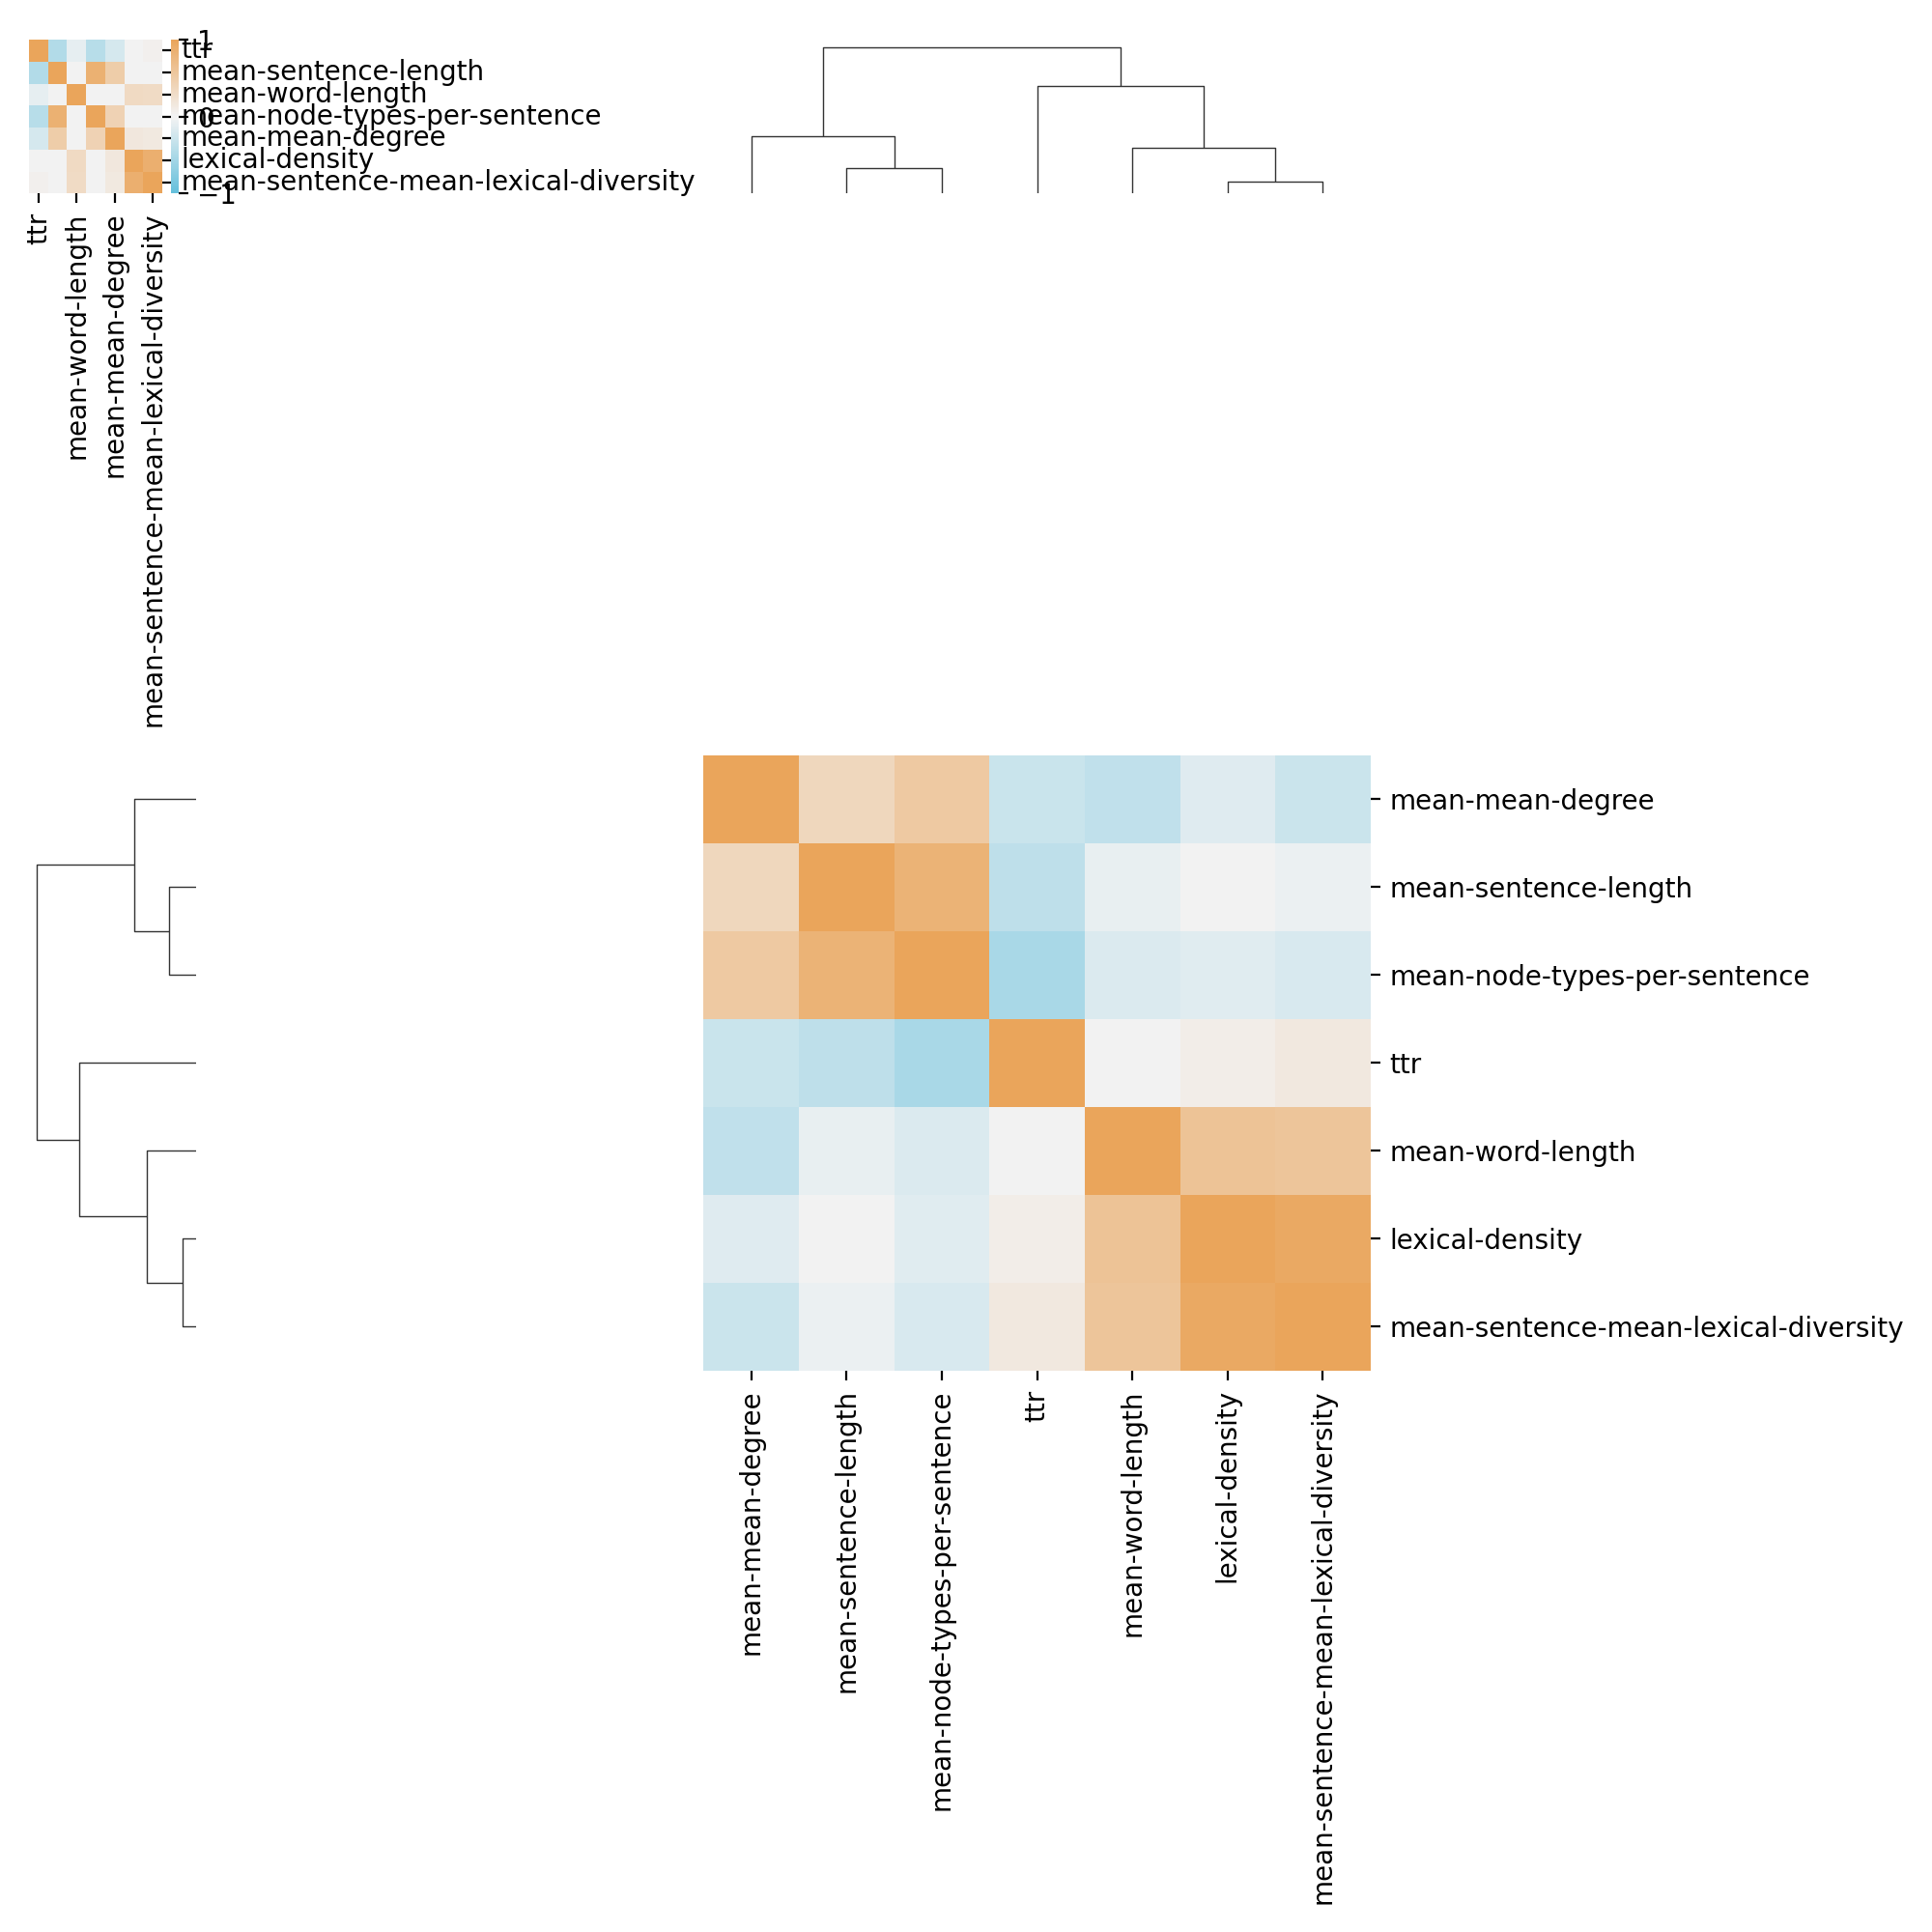 1
ttr
mean-sentence-length
mean-word-length
0
mean-node-types-per-sentence
mean-mean-degree
lexical-density
mean-sentence-mean-lexical-diversity
−1
ttr
mean-word-length
mean-mean-degree
mean-sentence-mean-lexical-diversity
mean-mean-degree
mean-sentence-length
mean-node-types-per-sentence
ttr
mean-word-length
lexical-density
mean-sentence-mean-lexical-diversity
mean-mean-degree
mean-sentence-length
mean-node-types-per-sentence
ttr
mean-word-length
lexical-density
mean-sentence-mean-lexical-diversity